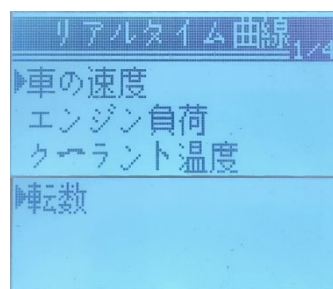 リアルタイム曲線 1/4
▶車の速度
エンジン負荷
クーラント温度
▶転数